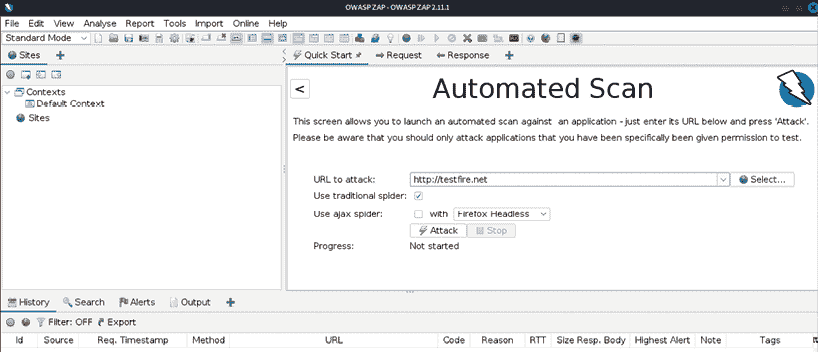 OWASP ZAP - OWASP ZAP 2.11.1
File Edit View Analyse Report Tools Import Online Help
Standard Mode
Sites
Quick Start Request Response
Contexts
Default Context
Sites
< Automated Scan
This screen allows you to launch an automated scan against an application - just enter its URL below and press 'Attack'.
Please be aware that you should only attack applications that you have been specifically been given permission to test.
URL to attack: http://testfire.net Select...
Use traditional spider:
Use ajax spider: with Firefox Headless
Attack Stop
Progress: Not started
History Search Alerts Output
Filter: OFF Export
Id Source Req. Timestamp Method URL Code Reason RTT Size Resp. Body Highest Alert Note Tags